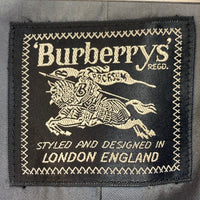 'Burberrys'
REGD.
PRORSUM
B
STYLED AND DESIGNED IN
LONDON ENGLAND